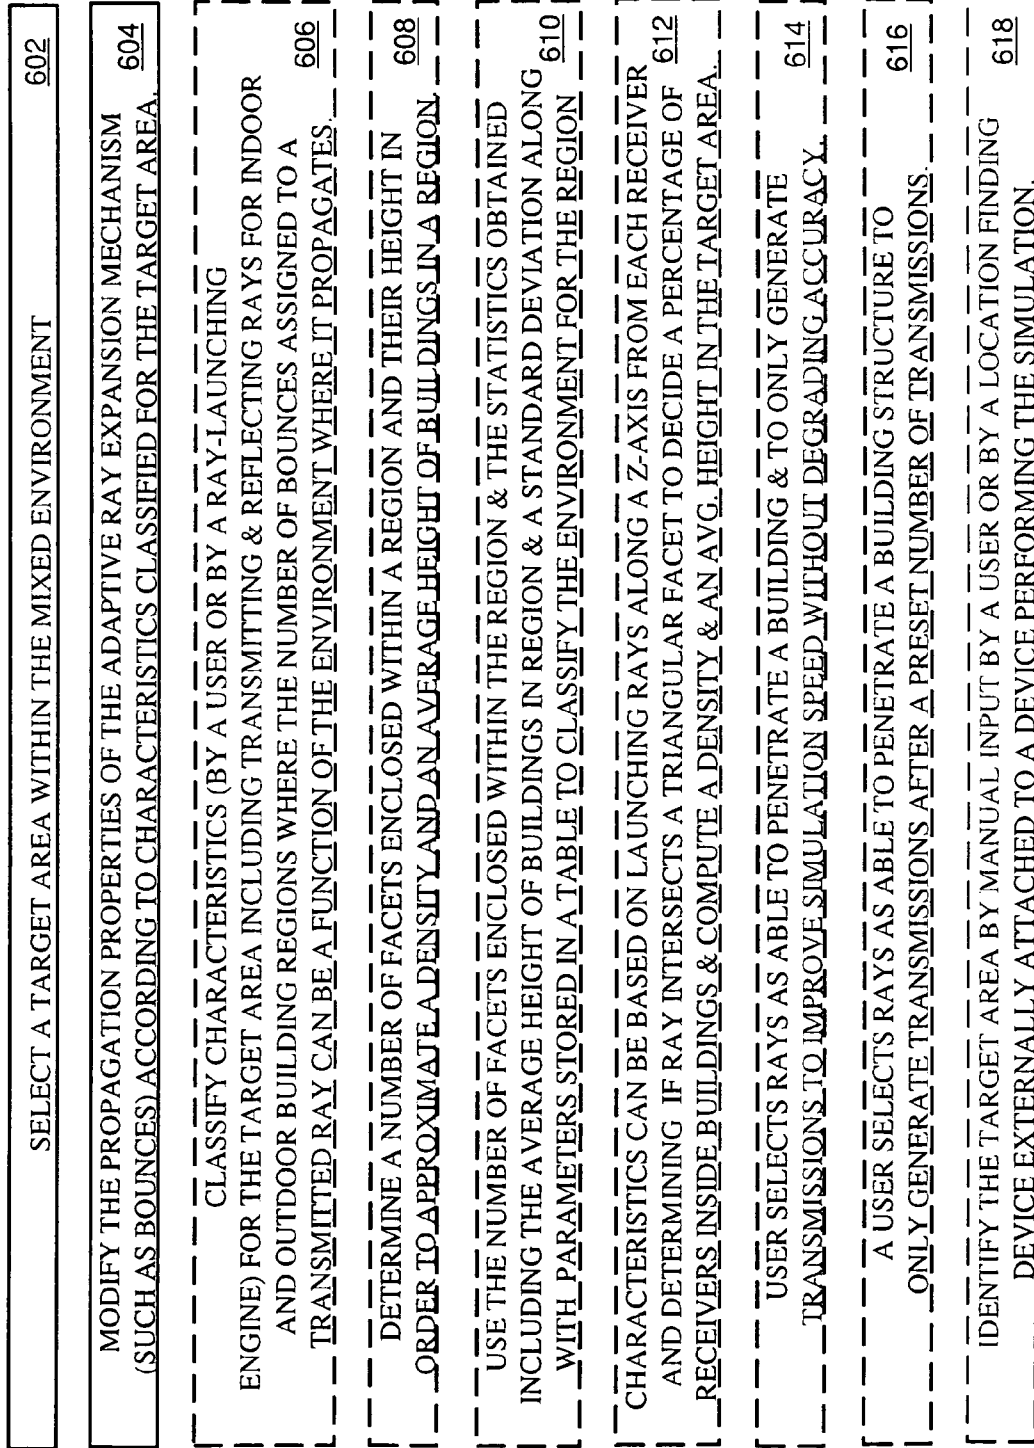 SELECT A TARGET AREA WITHIN THE MIXED ENVIRONMENT 602
MODIFY THE PROPAGATION PROPERTIES OF THE ADAPTIVE RAY EXPANSION MECHANISM 604
(SUCH AS BOUNCES) ACCORDING TO CHARACTERISTICS CLASSIFIED FOR THE TARGET AREA.
CLASSIFY CHARACTERISTICS (BY A USER OR BY A RAY-LAUNCHING
ENGINE) FOR THE TARGET AREA INCLUDING TRANSMITTING & REFLECTING RAYS FOR INDOOR
AND OUTDOOR BUILDING REGIONS WHERE THE NUMBER OF BOUNCES ASSIGNED TO A 606
TRANSMITTED RAY CAN BE A FUNCTION OF THE ENVIRONMENT WHERE IT PROPAGATES.
DETERMINE A NUMBER OF FACETS ENCLOSED WITHIN A REGION AND THEIR HEIGHT IN 608
ORDER TO APPROXIMATE A DENSITY AND AN AVERAGE HEIGHT OF BUILDINGS IN A REGION.
USE THE NUMBER OF FACETS ENCLOSED WITHIN THE REGION & THE STATISTICS OBTAINED
INCLUDING THE AVERAGE HEIGHT OF BUILDINGS IN REGION & A STANDARD DEVIATION ALONG 610
WITH PARAMETERS STORED IN A TABLE TO CLASSIFY THE ENVIRONMENT FOR THE REGION
CHARACTERISTICS CAN BE BASED ON LAUNCHING RAYS ALONG A Z-AXIS FROM EACH RECEIVER 612
AND DETERMINING IF RAY INTERSECTS A TRIANGULAR FACET TO DECIDE A PERCENTAGE OF
RECEIVERS INSIDE BUILDINGS & COMPUTE A DENSITY & AN AVG. HEIGHT IN THE TARGET AREA.
USER SELECTS RAYS AS ABLE TO PENETRATE A BUILDING & TO ONLY GENERATE 614
TRANSMISSIONS TO IMPROVE SIMULATION SPEED WITHOUT DEGRADING ACCURACY.
A USER SELECTS RAYS AS ABLE TO PENETRATE A BUILDING STRUCTURE TO 616
ONLY GENERATE TRANSMISSIONS AFTER A PRESET NUMBER OF TRANSMISSIONS.
IDENTIFY THE TARGET AREA BY MANUAL INPUT BY A USER OR BY A LOCATION FINDING 618
DEVICE EXTERNALLY ATTACHED TO A DEVICE PERFORMING THE SIMULATION.